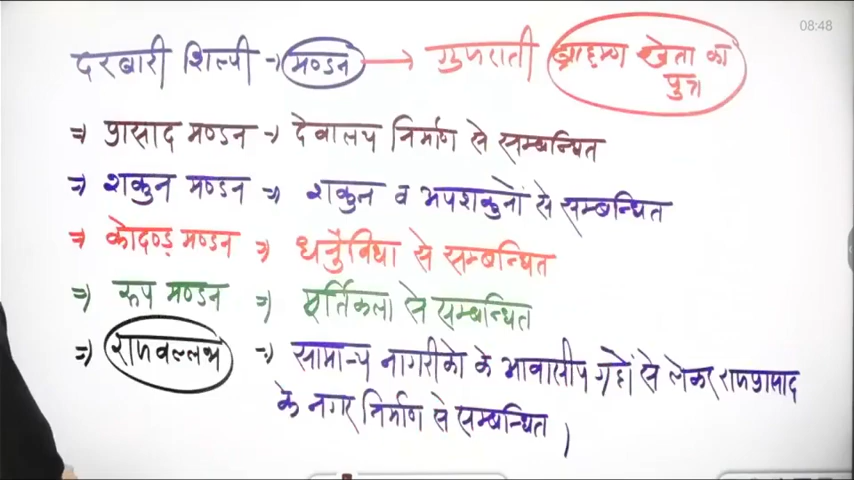 08:48
दरबारी शिल्पी → मण्डन → गुजराती ब्राह्मण खेता का
पुत्र
⇒ प्रासाद मण्डन → देवालय निर्माण से सम्बन्धित
⇒ शकुन मण्डन ⇒ शकुन व अपशकुनों से सम्बन्धित
⇒ कोदण्ड़ मण्डन ⇒ धर्नुविधा से सम्बन्धित
⇒ रूप मण्डन ⇒ मूर्तिकला से सम्बन्धित
⇒ राजवल्लभ → सामान्य नागरीको के आवासीय ग्रहों से लेकर राजप्रासाद
के नगर निर्माण से सम्बन्धित ।